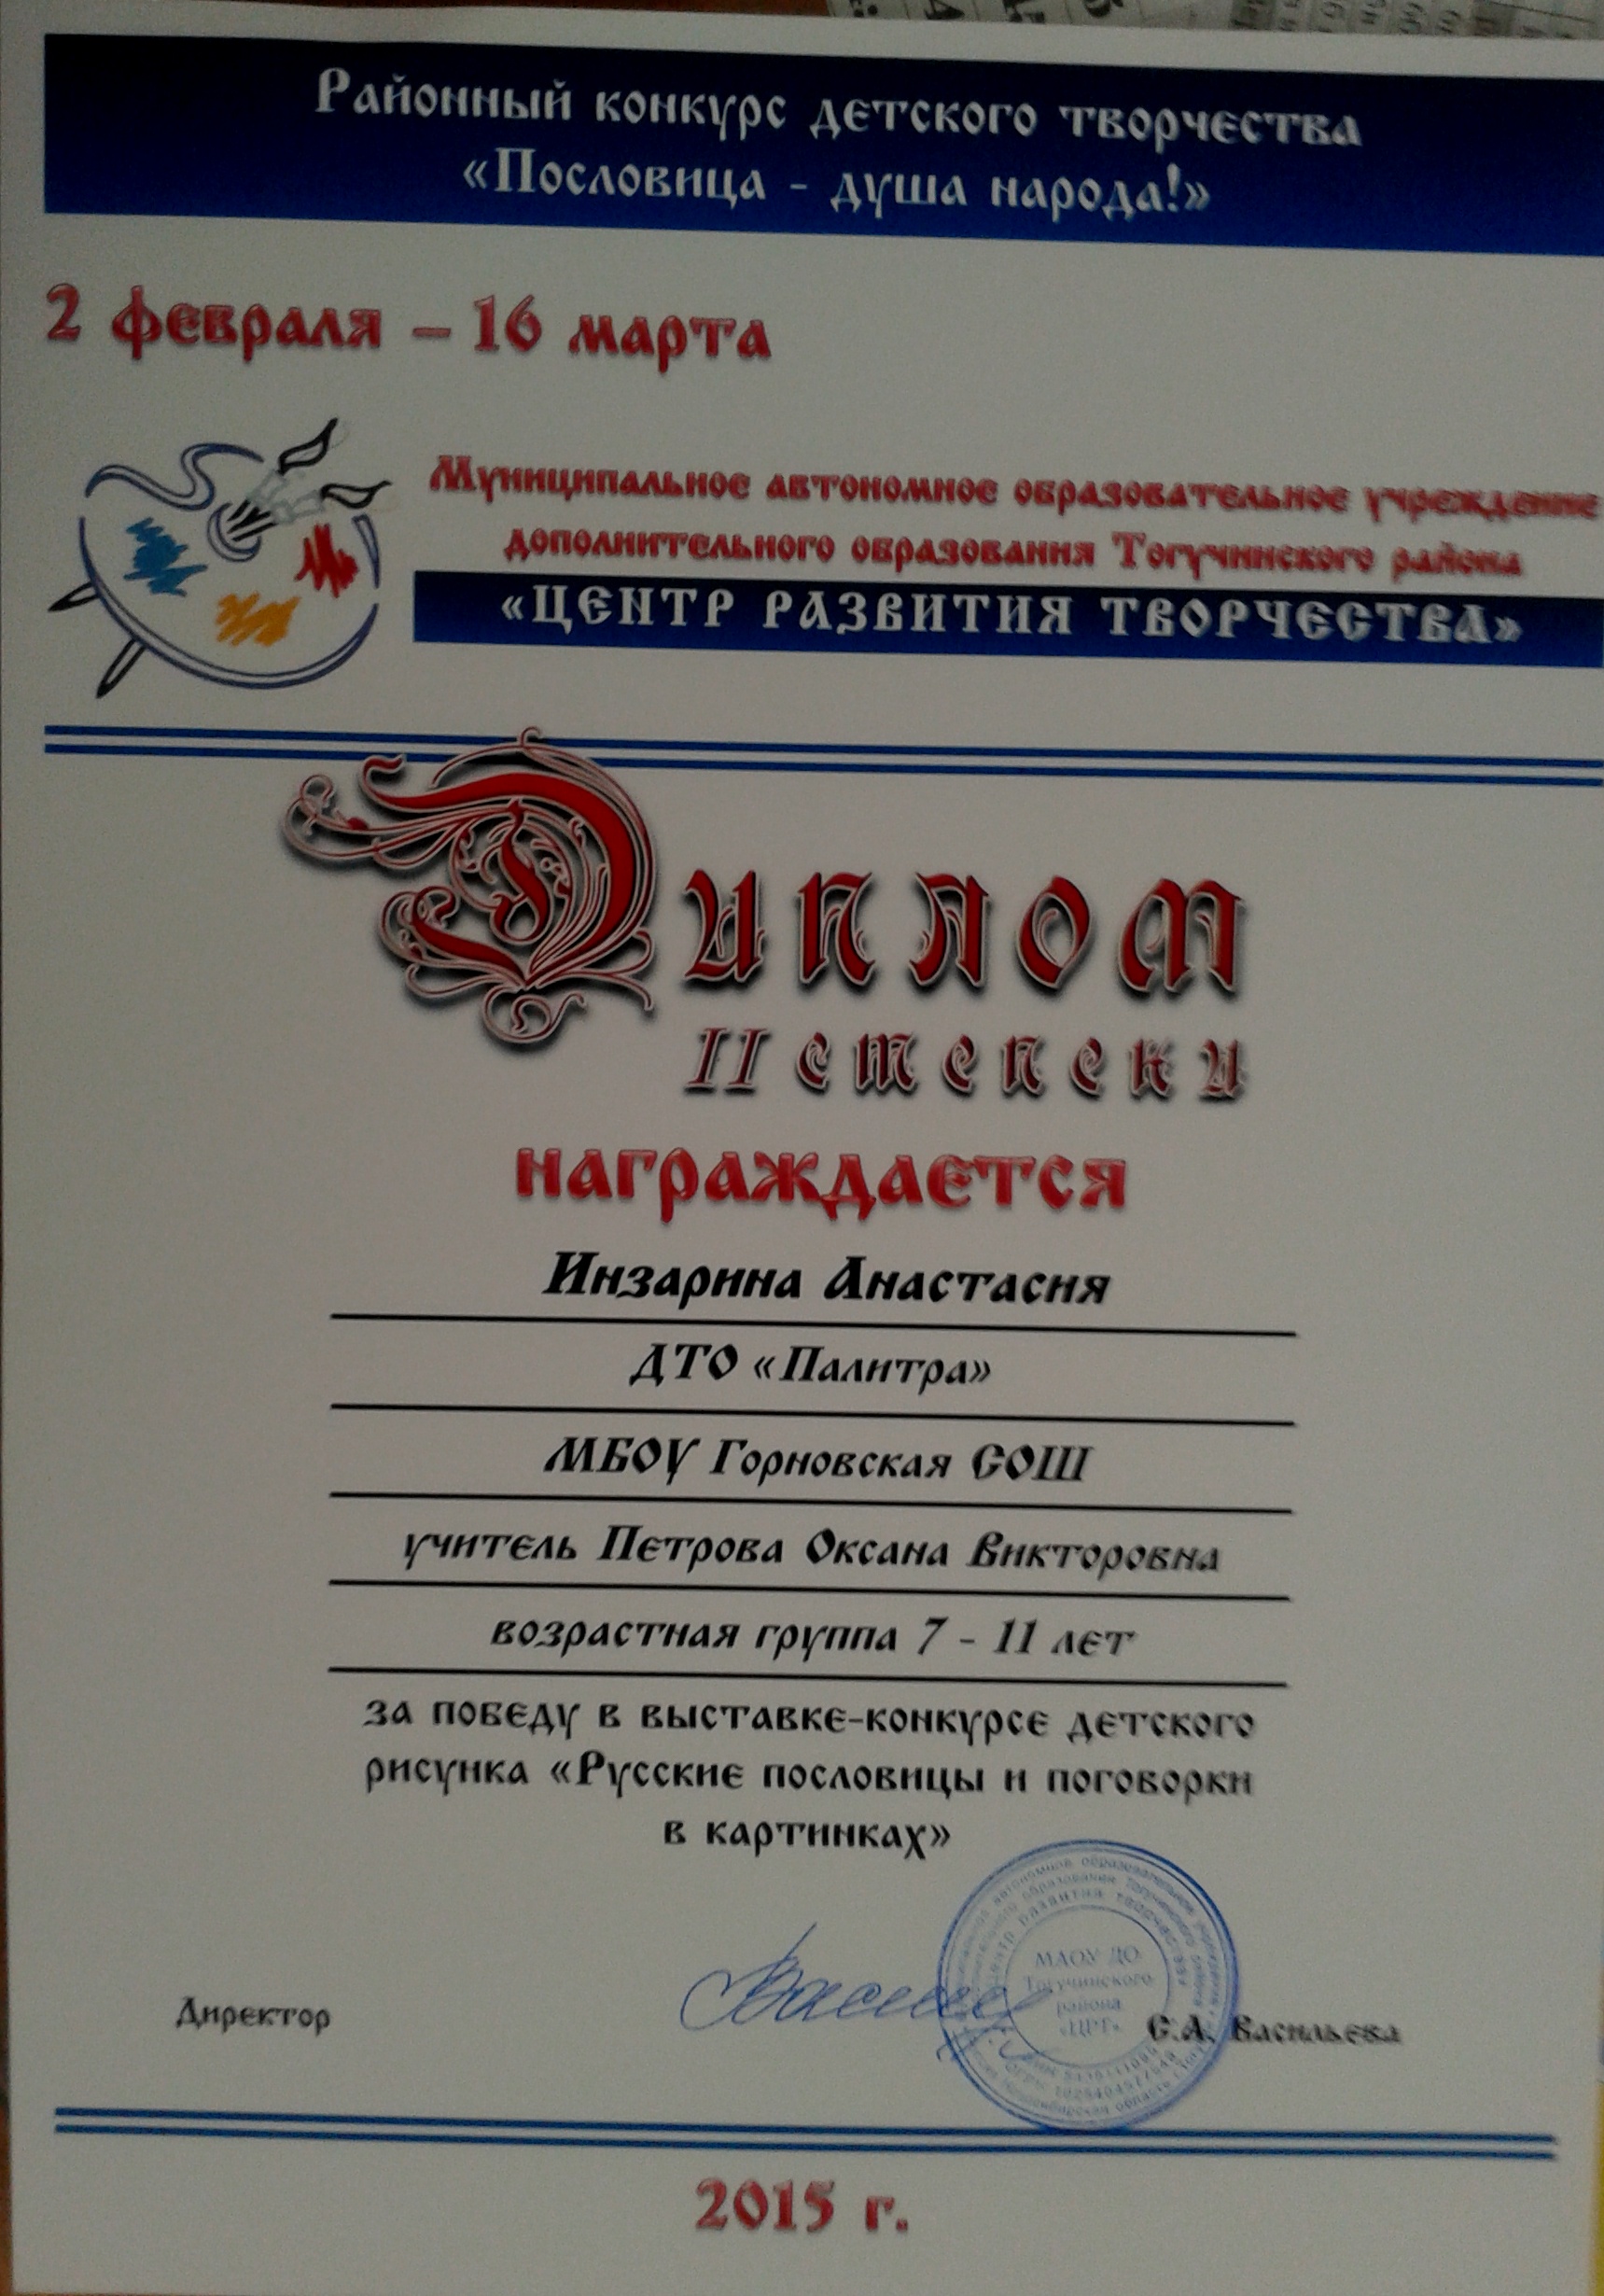 Районный конкурс детского творчества
«Пословица - душа народа!»
2 февраля – 16 марта
Муниципальное автономное образовательное учреждение
дополнительного образования Тогучинского района
«ЦЕНТР РАЗВИТИЯ ТВОРЧЕСТВА»
Диплом
II степени
награждается
Инзарина Анастасия
ДТО «Палитра»
МБОУ Горновская СОШ
учитель Петрова Оксана Викторовна
возрастная группа 7 - 11 лет
за победу в выставке-конкурсе детского
рисунка «Русские пословицы и поговорки
в картинках»
МАОУ ДО
Тогучинского
района
«ЦРТ»
Директор
С.А. Васильева
2015 г.